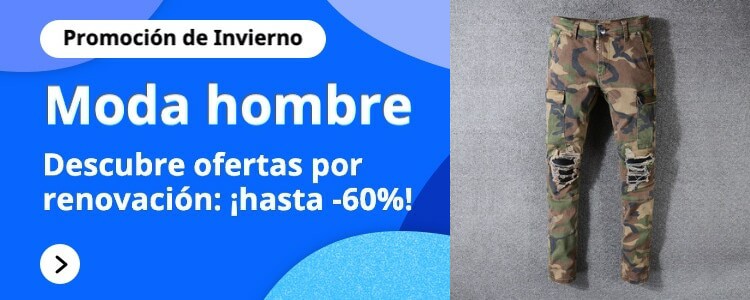 Promoción de Invierno
Moda hombre
Descubre ofertas por
renovación: ¡hasta -60%!